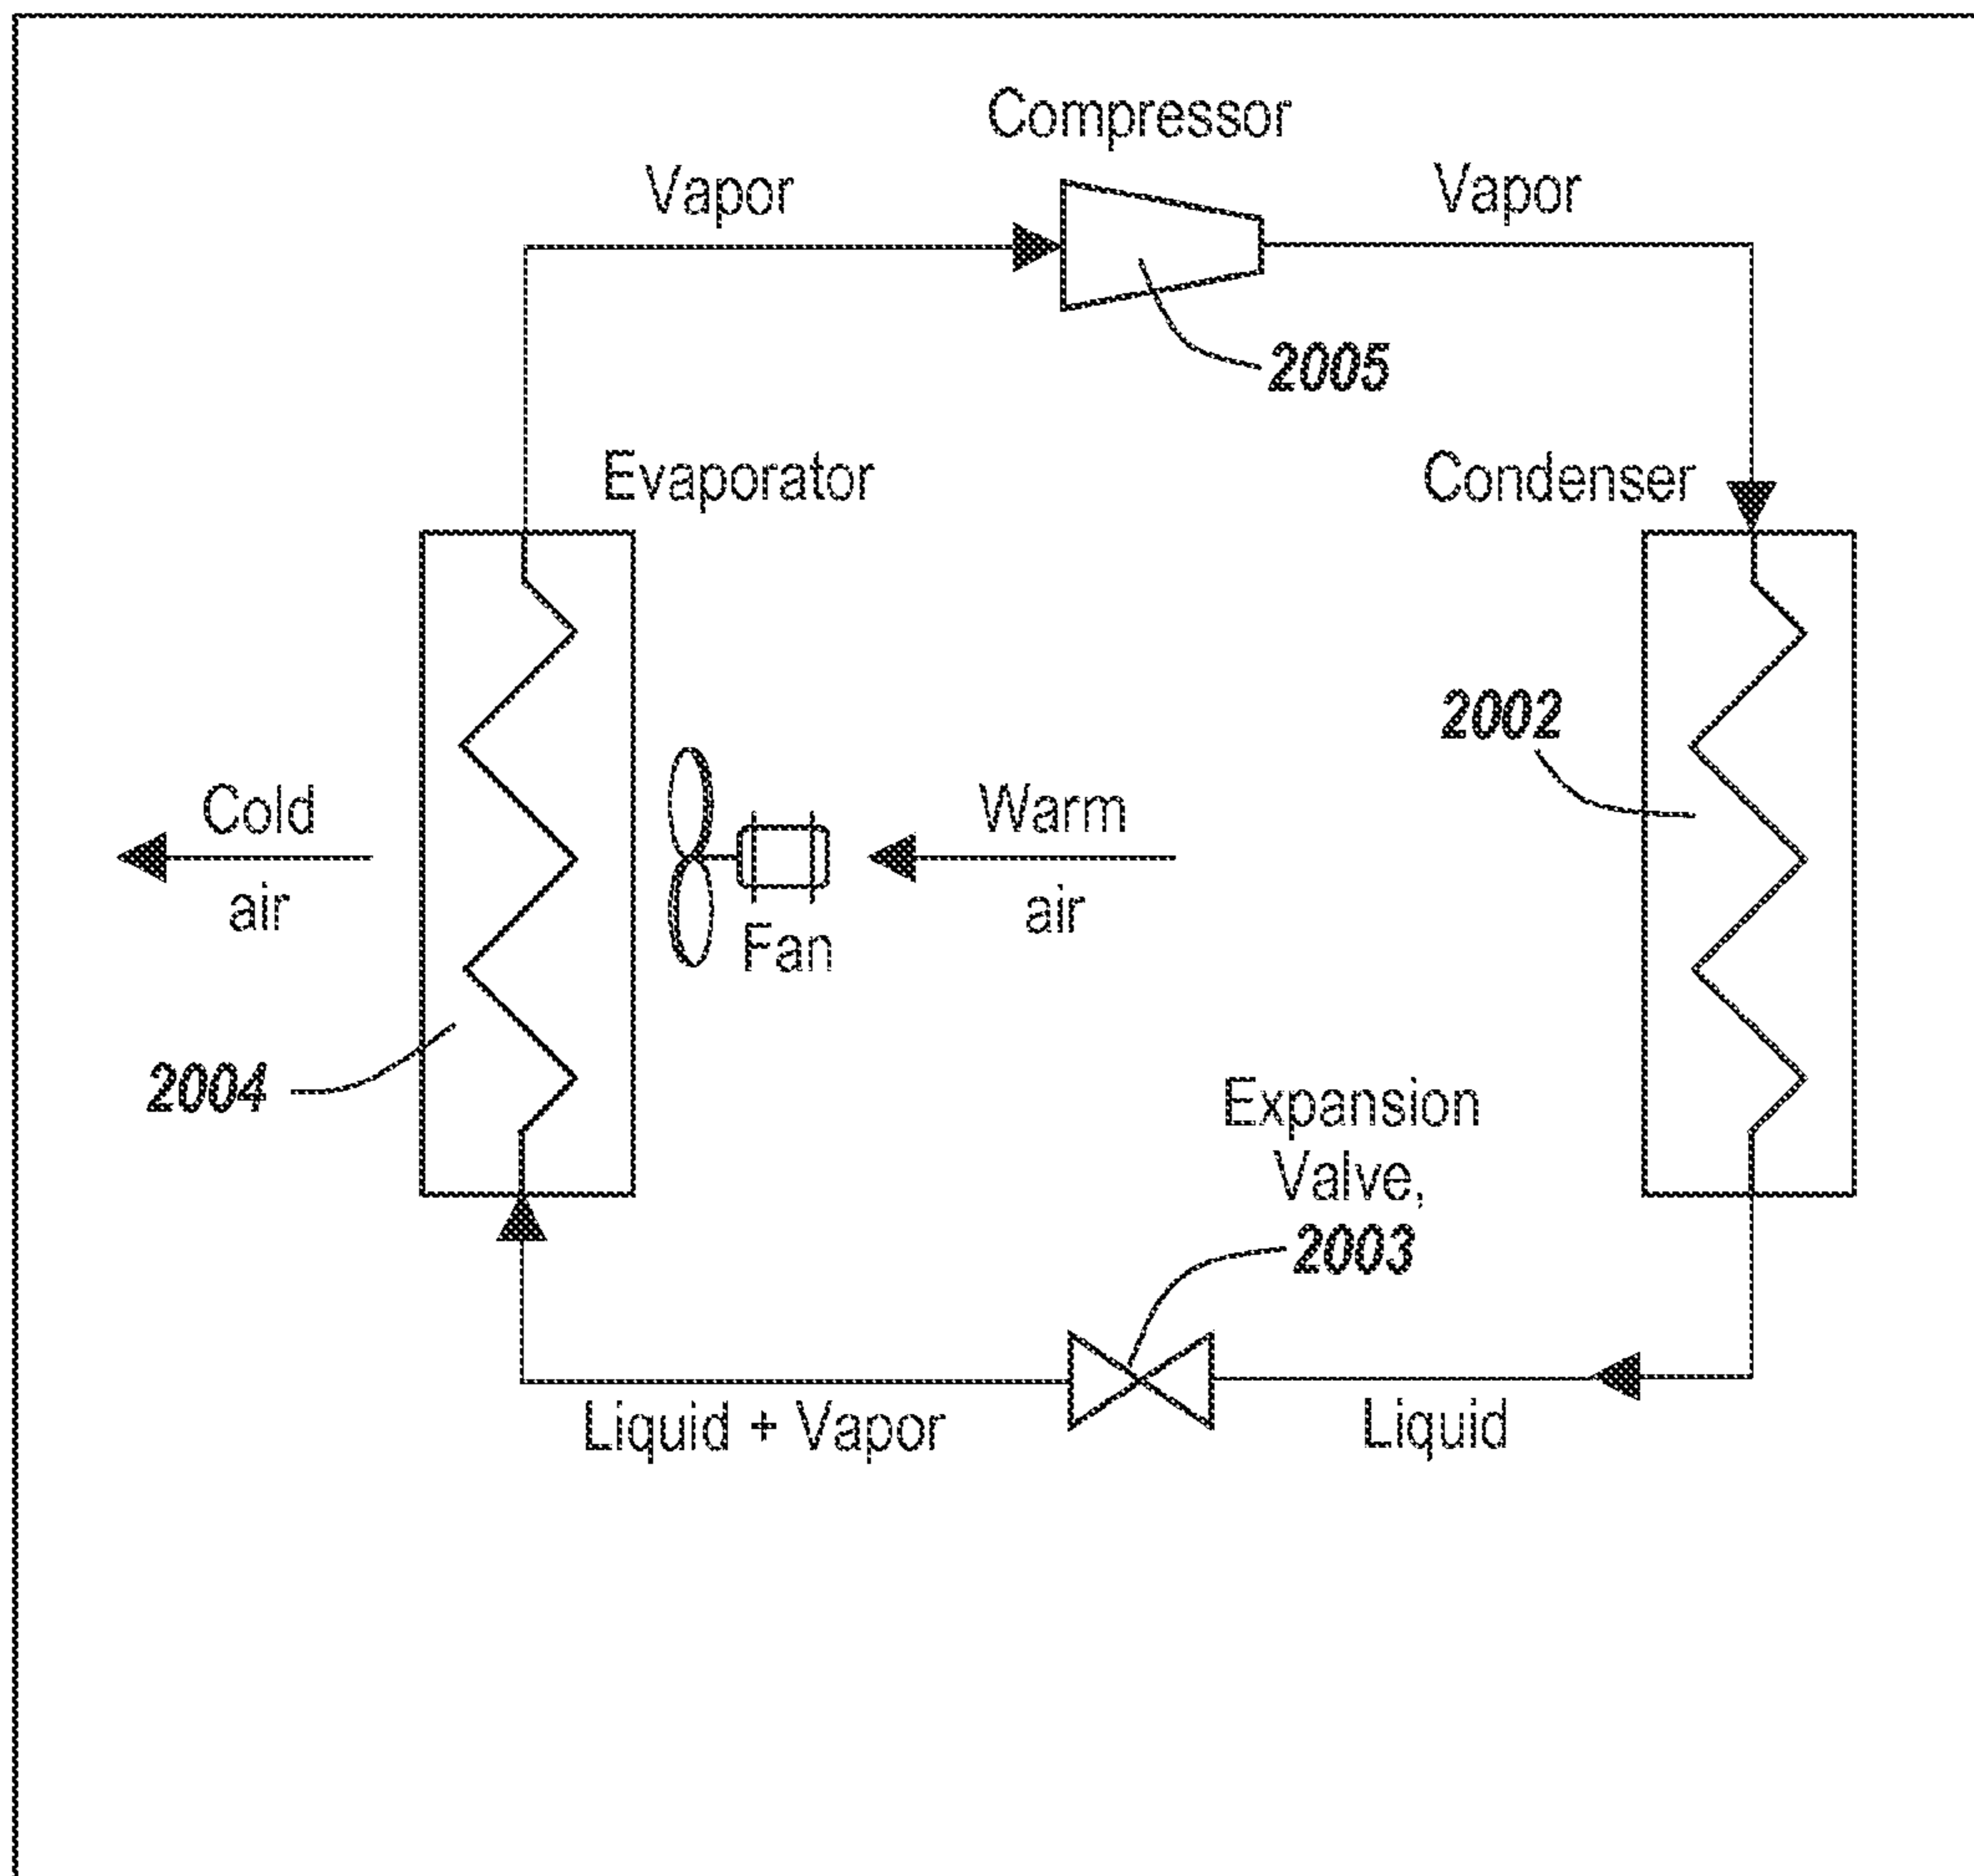 Compressor
Vapor
Vapor
2005
Evaporator
Condenser
2002
Cold
air
Warm
air
Fan
2004
Expansion
Valve,
2003
Liquid + Vapor
Liquid